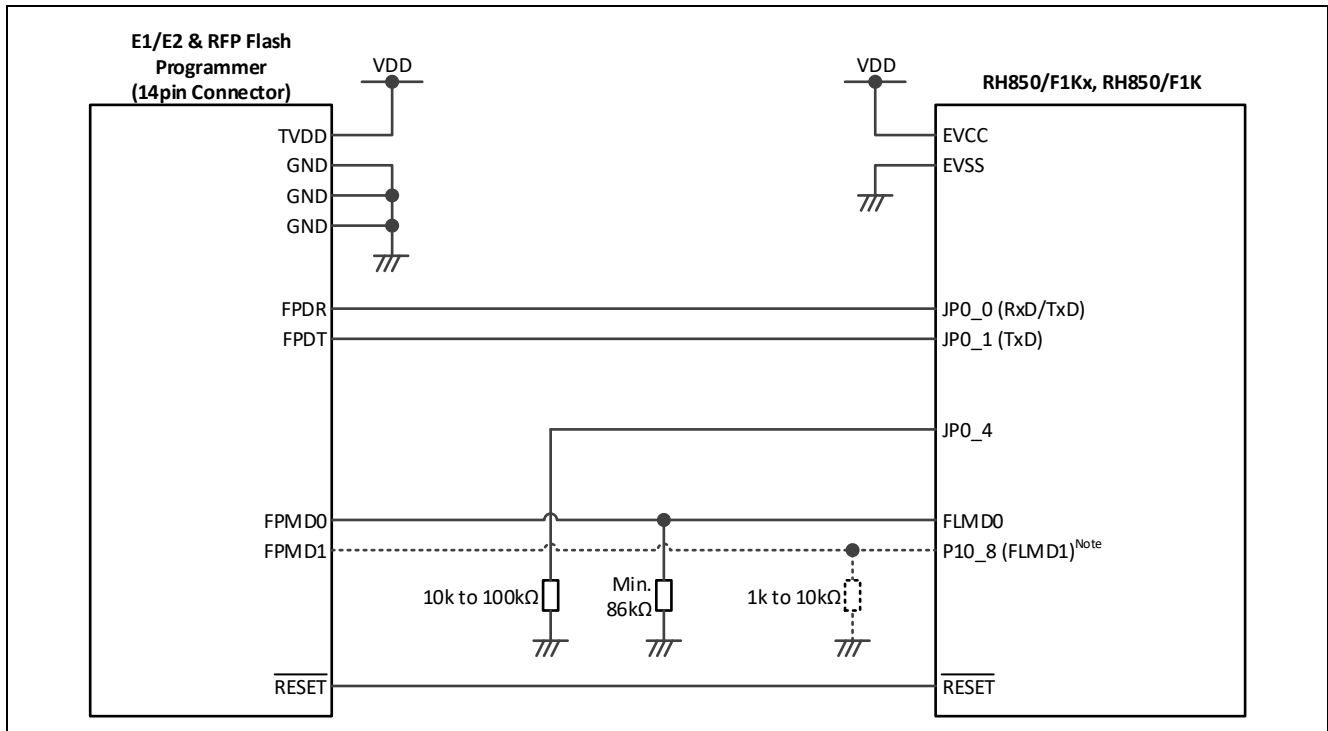 E1/E2 & RFP Flash
Programmer
(14pin Connector)
VDD
VDD
RH850/F1Kx, RH850/F1K
TVDD
EVCC
GND
EVSS
GND
GND
FPDR
JP0_0 (RxD/TxD)
FPDT
JP0_1 (TxD)
JP0_4
FPMD0
FLMD0
FPMD1
P10_8 (FLMD1)Note
10k to 100kΩ
Min.
86kΩ
1k to 10kΩ
RESET
RESET